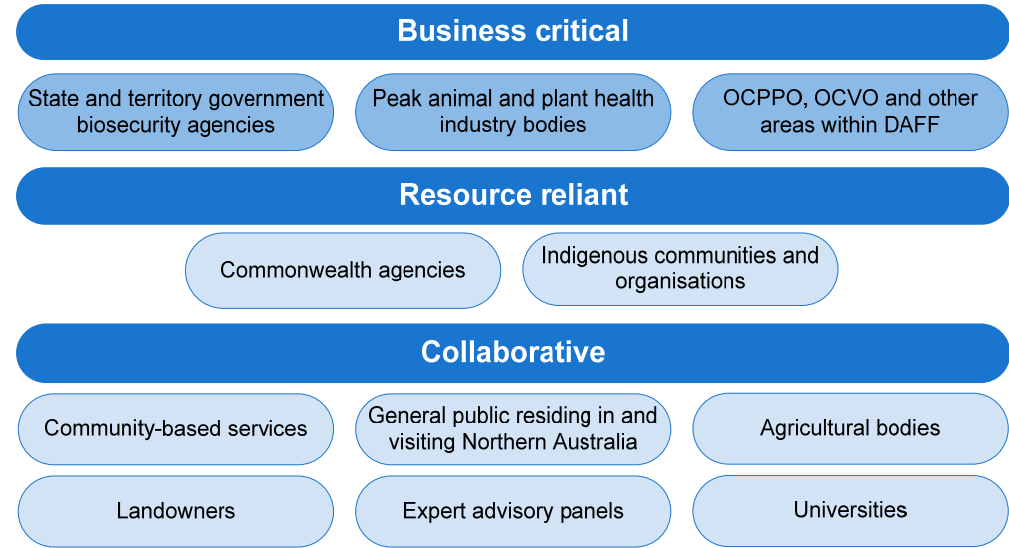 Business critical
State and territory government
biosecurity agencies
Peak animal and plant health
industry bodies
OCPPO, OCVO and other
areas within DAFF
Resource reliant
Commonwealth agencies
Indigenous communities and
organisations
Collaborative
Community-based services
General public residing in and
visiting Northern Australia
Agricultural bodies
Landowners
Expert advisory panels
Universities